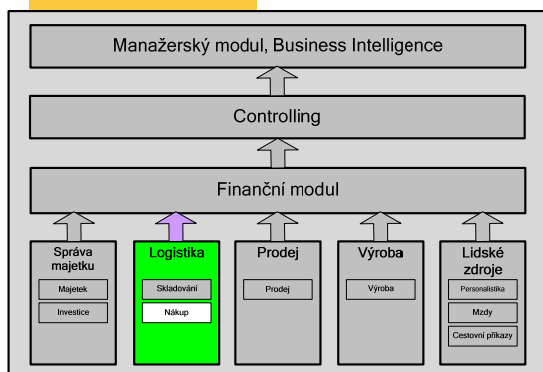 Manažerský modul, Business Intelligence
Controlling
Finanční modul
Správa
majetku
Majetek
Investice
Logistika
Skladování
Nákup
Prodej
Prodej
Výroba
Výroba
Lidské
zdroje
Personalistika
Mzdy
Cestovní příkazy